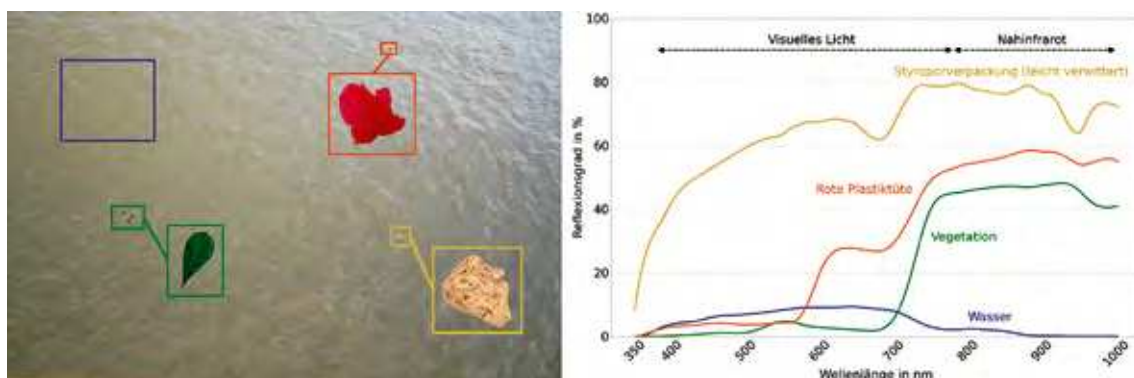 100
Visuelles Licht
Nahinfrarot
Styroporverpackung (leicht verwittert)
80
60
Rote Plastiktüte
Reflexionsgrad in %
40
Vegetation
20
Wasser
0
350
400
500
600
700
800
900
1000
Wellenlänge in nm